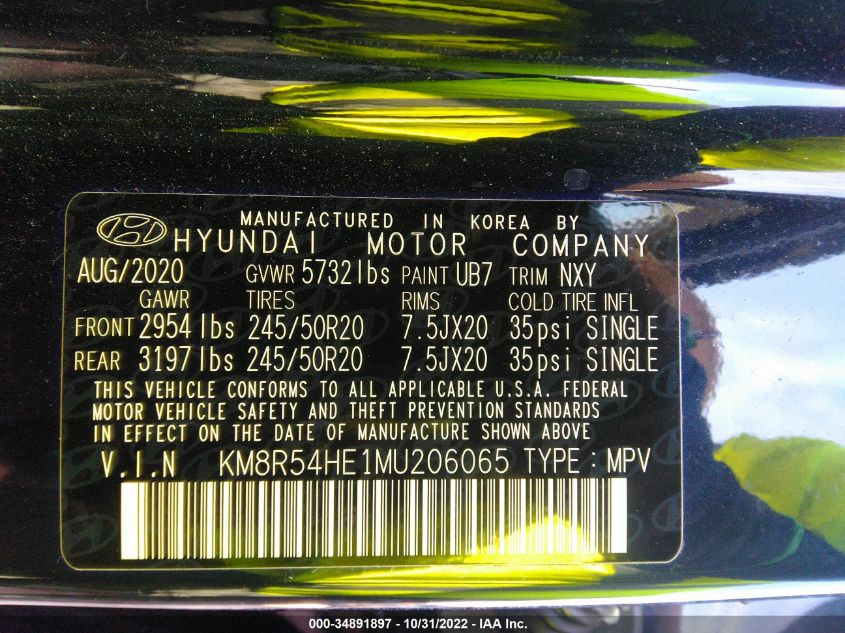 MANUFACTURED IN KOREA BY
HYUNDAI MOTOR COMPANY
AUG/2020 GVWR 5732lbs PAINT UB7 TRIM NXY
GAWR TIRES RIMS COLD TIRE INFL
FRONT 2954lbs 245/50R20 7.5JX20 35psi SINGLE
REAR 3197lbs 245/50R20 7.5JX20 35psi SINGLE
THIS VEHICLE CONFORMS TO ALL APPLICABLE U.S.A. FEDERAL
MOTOR VEHICLE SAFETY AND THEFT PREVENTION STANDARDS
IN EFFECT ON THE DATE OF MANUFACTURE SHOWN ABOVE
V.I.N KM8R54HE1MU206065 TYPE : MPV
000-34891897 - 10/31/2022 - IAA Inc.